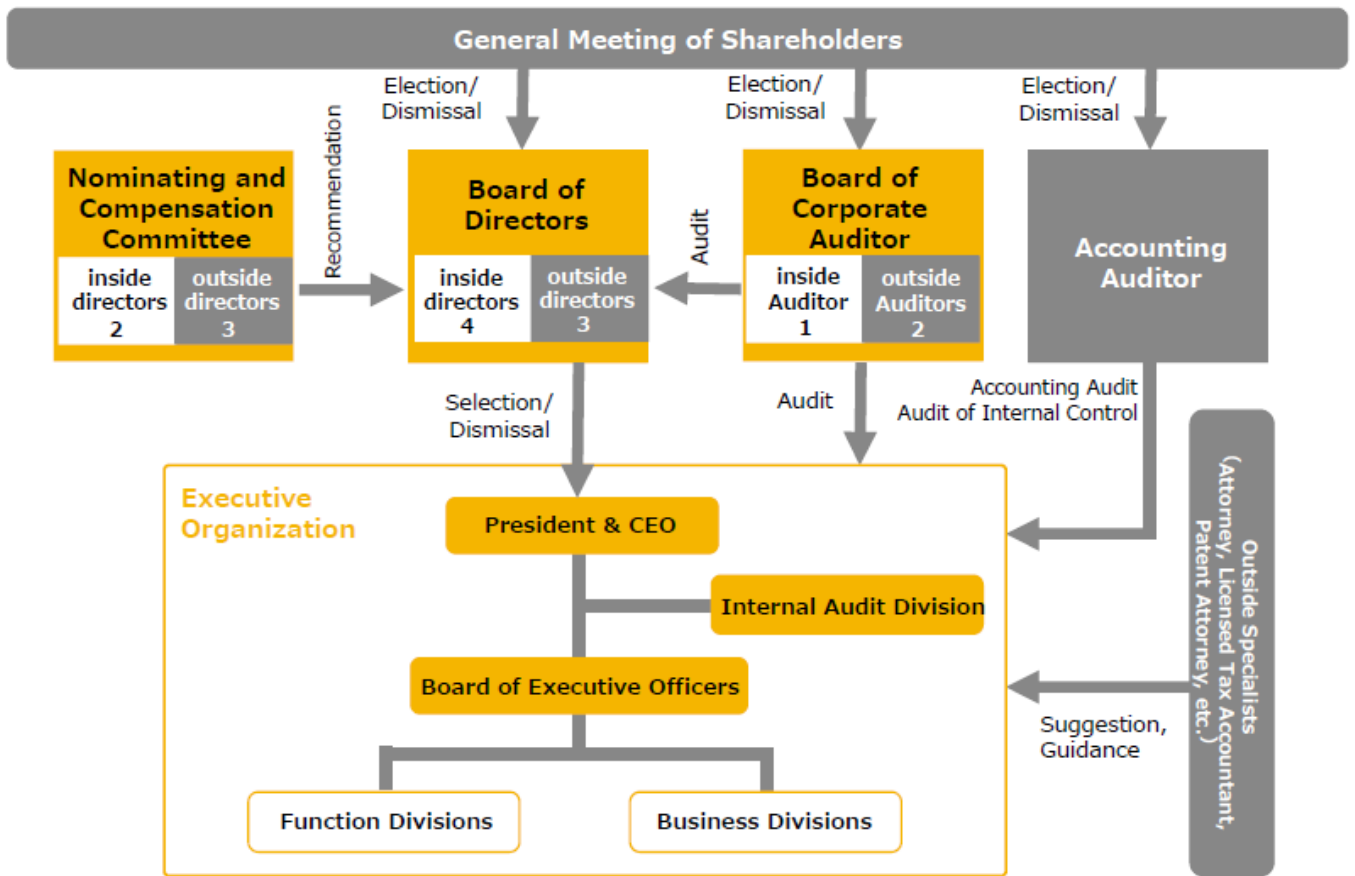 General Meeting of Shareholders
Election/
Dismissal
Election/
Dismissal
Election/
Dismissal
Nominating and
Compensation
Committee
inside
directors
2
outside
directors
3
Recommendation
Board of
Directors
inside
directors
4
outside
directors
3
Audit
Board of
Corporate
Auditor
inside
Auditor
1
outside
Auditors
2
Accounting
Auditor
Selection/
Dismissal
Audit
Accounting Audit
Audit of Internal Control
Executive
Organization
President & CEO
Internal Audit Division
Board of Executive Officers
Function Divisions
Business Divisions
Outside Specialists
(Attorney, Licensed Tax Accountant,
Patent Attorney, etc.)
Suggestion,
Guidance